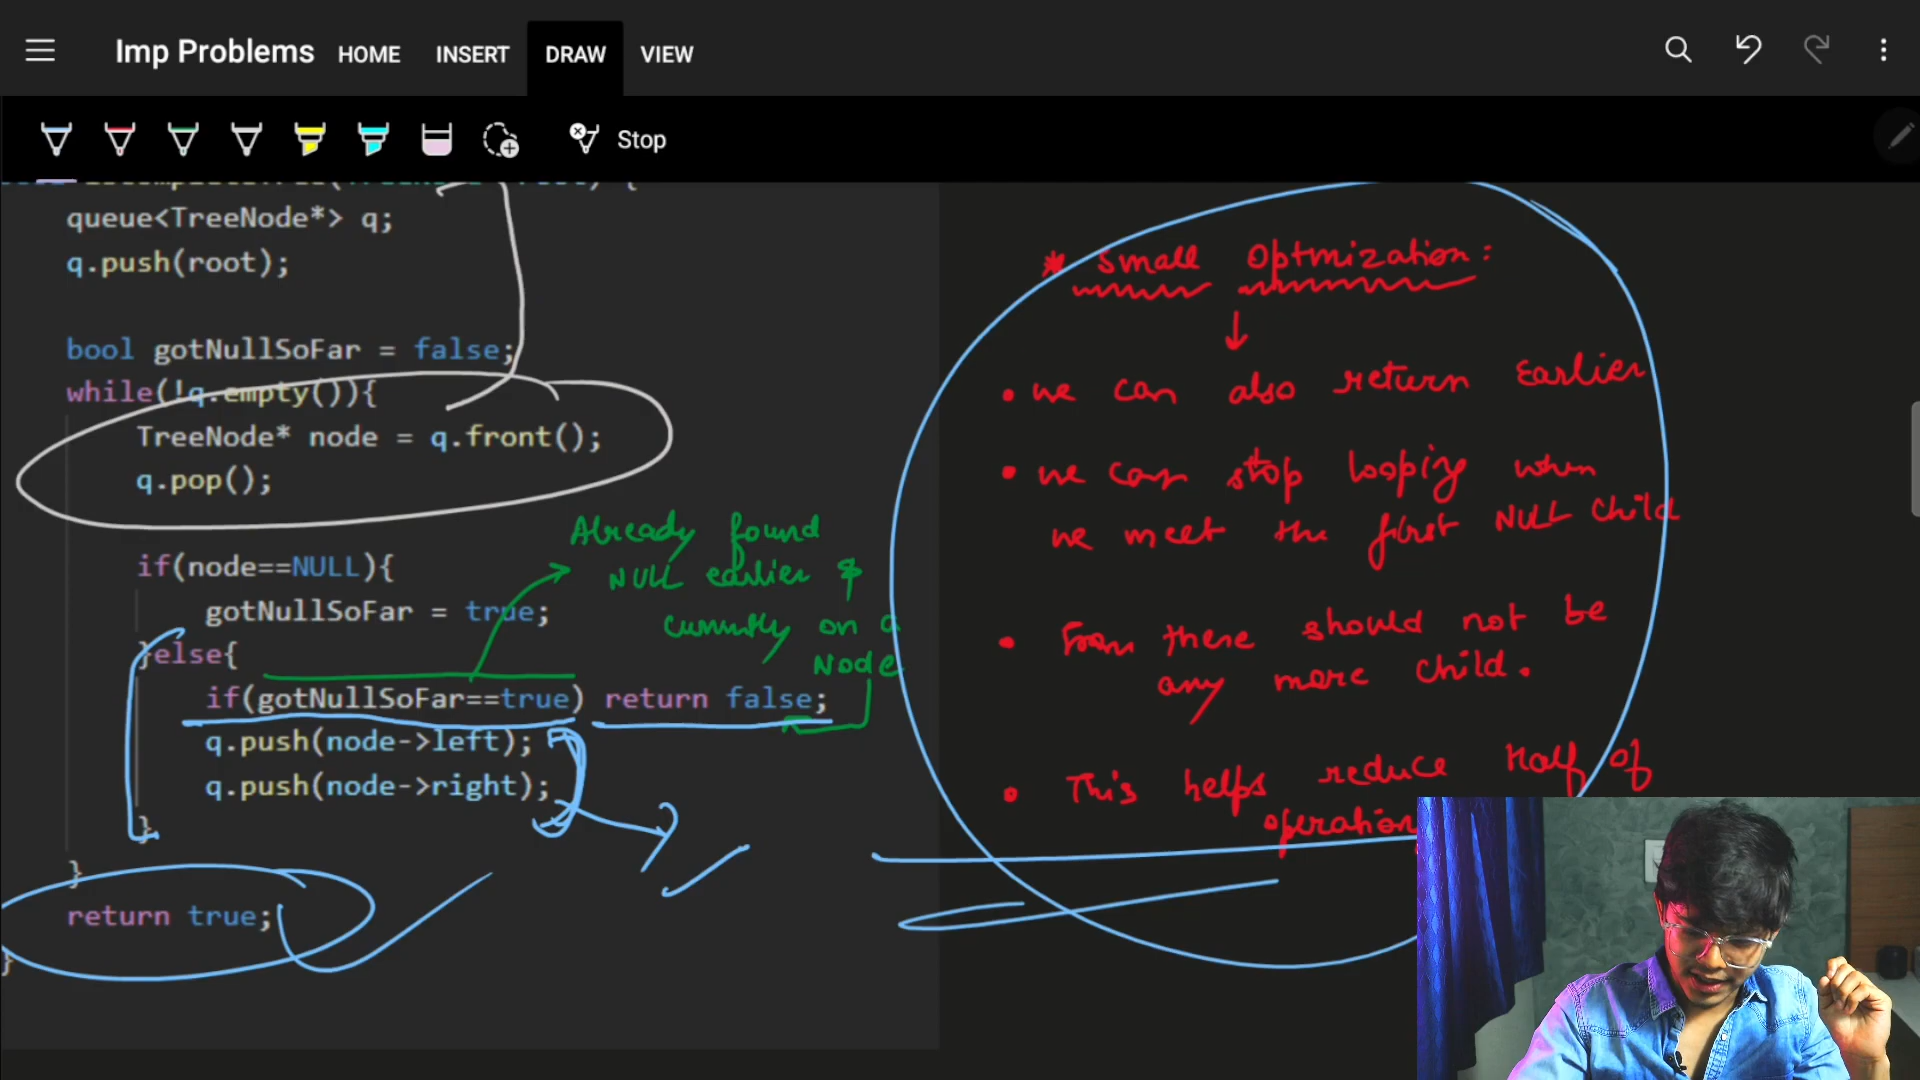 Imp Problems HOME INSERT DRAW VIEW
Stop
queue<TreeNode*> q;
q.push(root);
bool gotNullSoFar = false;
while(!q.empty()){
TreeNode* node = q.front();
q.pop();
if(node==NULL){
gotNullSoFar = true;
}else{
if(gotNullSoFar==true) return false;
q.push(node->left);
q.push(node->right);
}
}
return true;
}
Already found
NULL earlier &
currently on a
Node
* Small Optmization:
• we can also return Earlier
• we can stop looping when
we meet the first NULL child
• From there should not be
any more child.
• This helps reduce Half of
operation